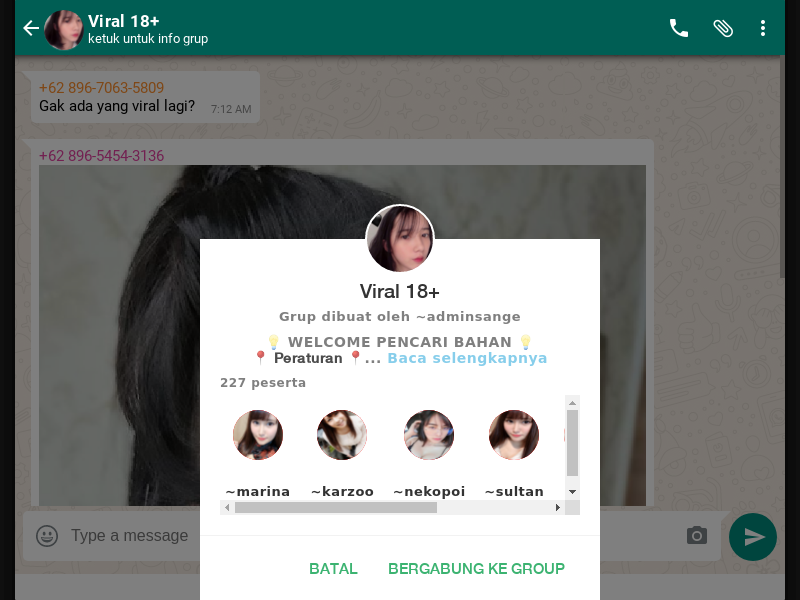 Viral 18+
ketuk untuk info grup
+62 896-7063-5809
Gak ada yang viral lagi?
7:12 AM
+62 896-5454-3136
Viral 18+
Grup dibuat oleh ~adminsange
💡 WELCOME PENCARI BAHAN 💡
📍 Peraturan 📍... Baca selengkapnya
227 peserta
~marina ~karzoo ~nekopoi ~sultan
Type a message
BATAL BERGABUNG KE GROUP